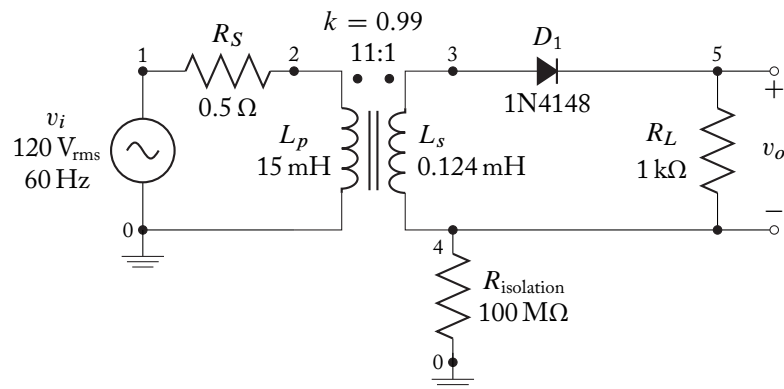 k = 0.99
11:1
1
R_S
2
3
D_1
5
0.5 Ω
1N4148
+
v_i
120 V_rms
60 Hz
L_p
15 mH
L_s
0.124 mH
R_L
1 kΩ
v_o
−
0
4
R_isolation
100 MΩ
0